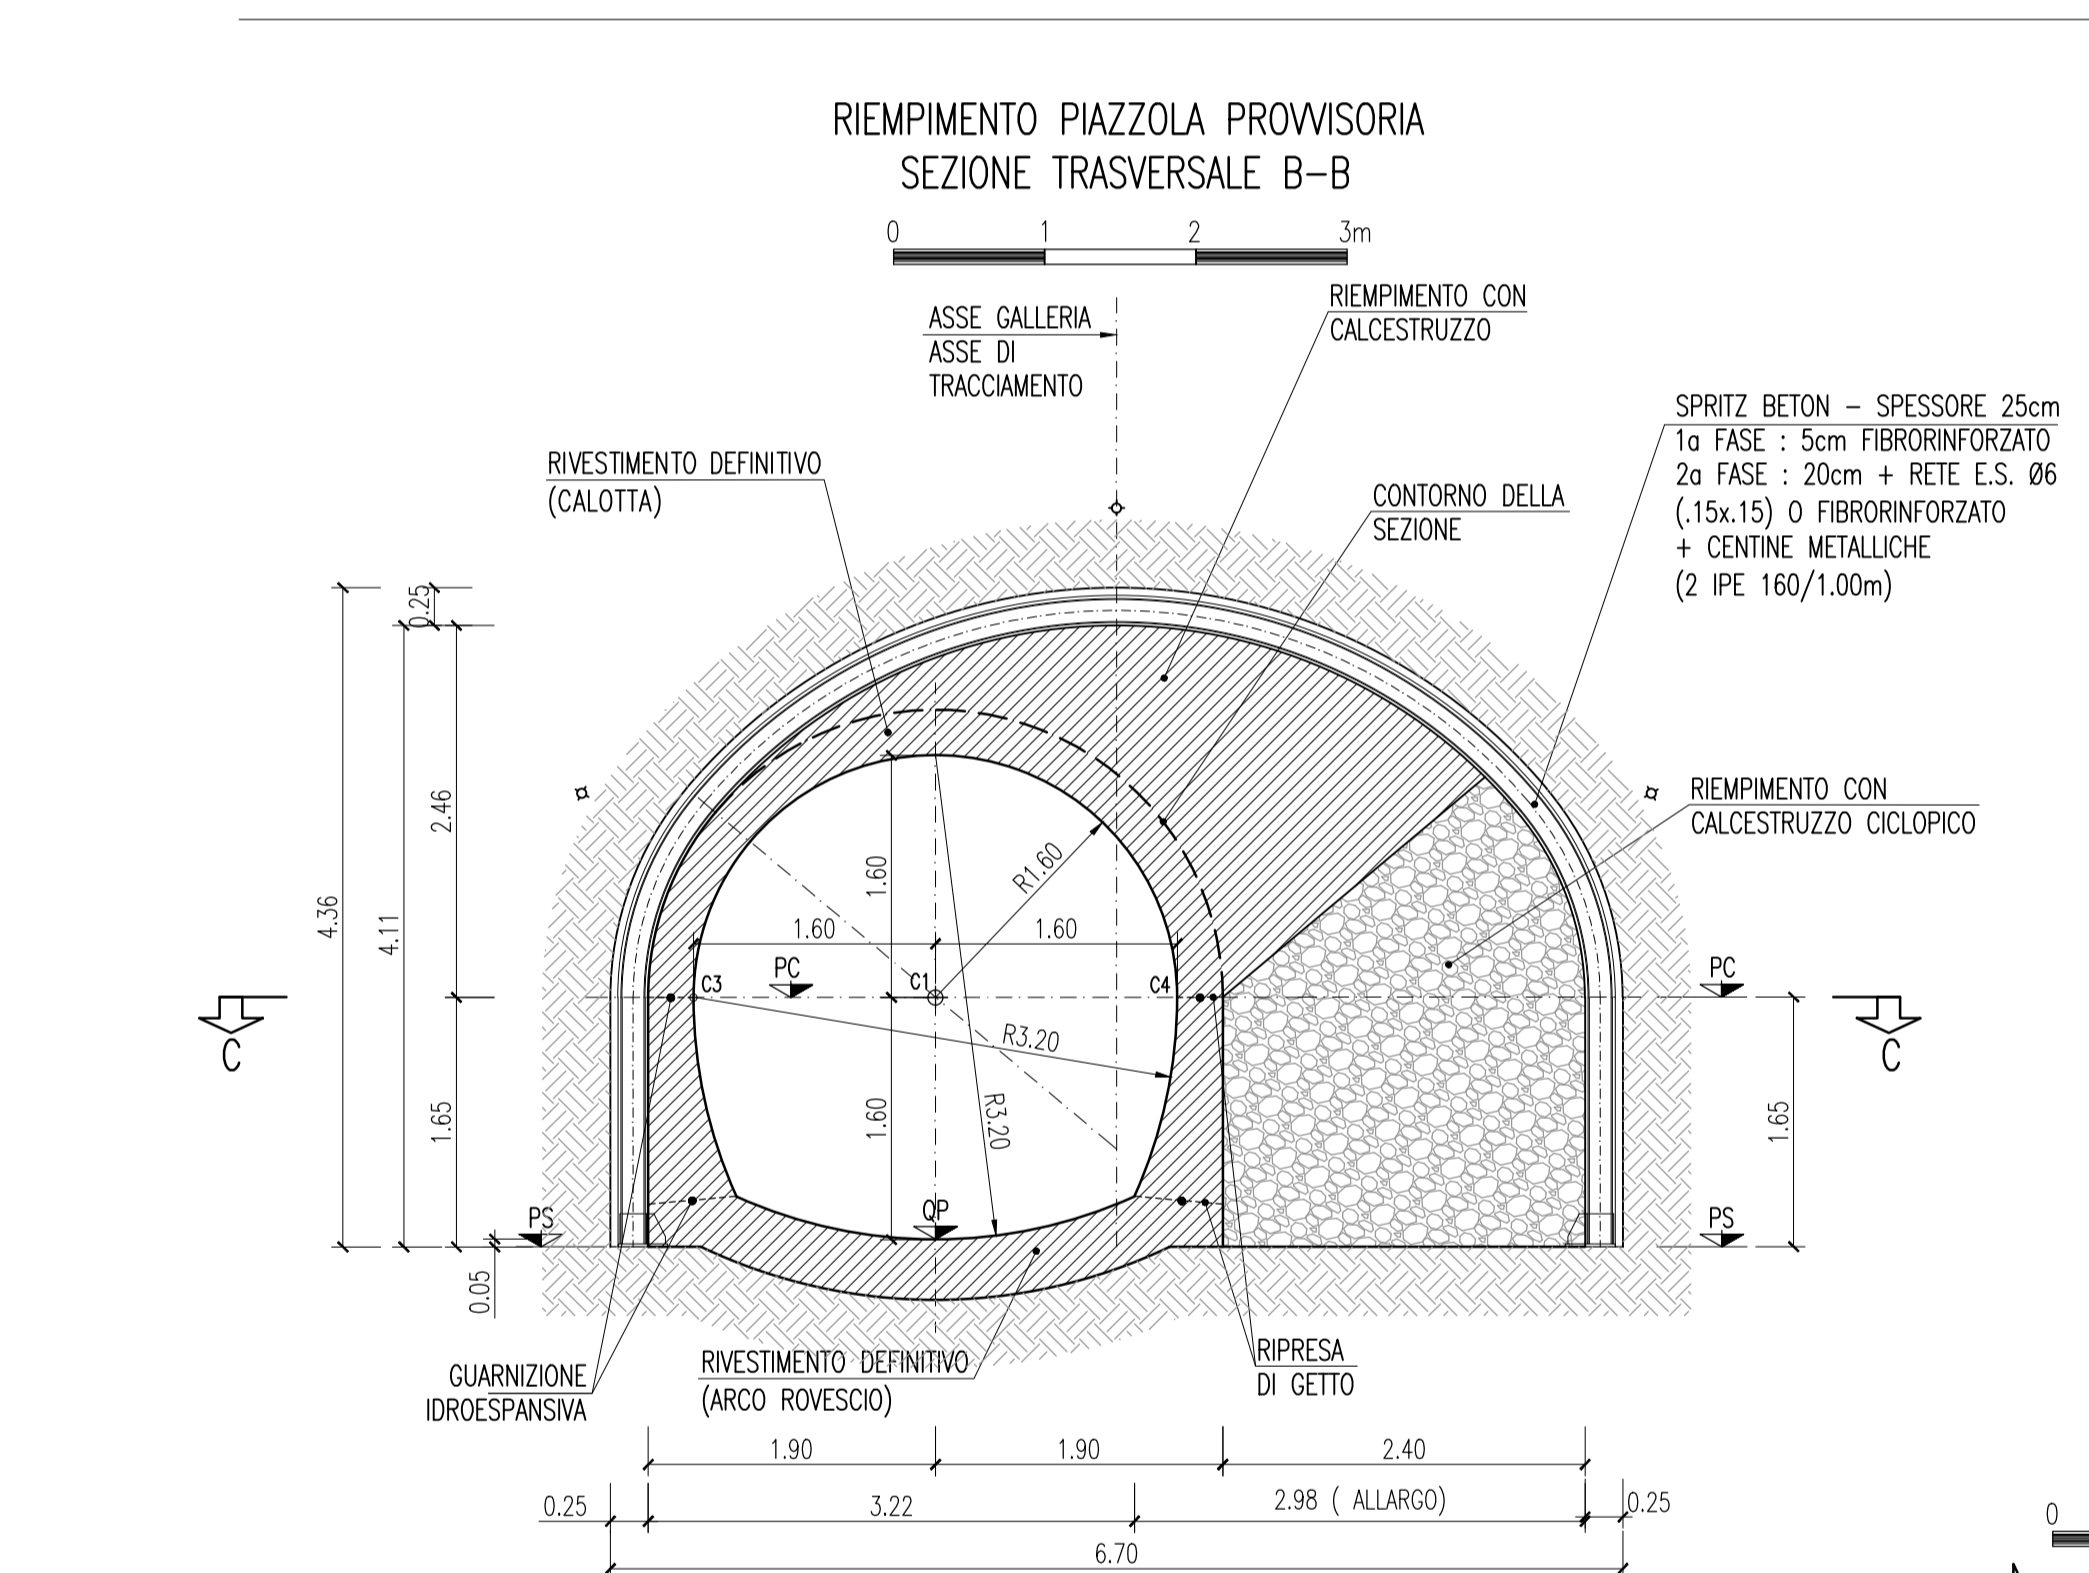 RIEMPIMENTO PIAZZOLA PROVVISORIA
SEZIONE TRASVERSALE B-B
0 1 2 3m
RIEMPIMENTO CON
CALCESTRUZZO
ASSE GALLERIA
ASSE DI
TRACCIAMENTO
SPRITZ BETON - SPESSORE 25cm
1a FASE : 5cm FIBRORINFORZATO
2a FASE : 20cm + RETE E.S. Ø6
(.15x.15) O FIBRORINFORZATO
+ CENTINE METALLICHE
(2 IPE 160/1.00m)
RIVESTIMENTO DEFINITIVO
(CALOTTA)
CONTORNO DELLA
SEZIONE
0.25
4.36
4.11
2.46
1.65
0.05
RIEMPIMENTO CON
CALCESTRUZZO CICLOPICO
1.60
R1.60
1.60
1.60
PC
C3
C1
C4
PC
R3.20
R3.20
1.60
C
C
1.65
PS
QP
PS
GUARNIZIONE
IDROESPANSIVA
RIVESTIMENTO DEFINITIVO
(ARCO ROVESCIO)
RIPRESA
DI GETTO
1.90
1.90
2.40
0.25
3.22
2.98 ( ALLARGO)
0.25
6.70
0